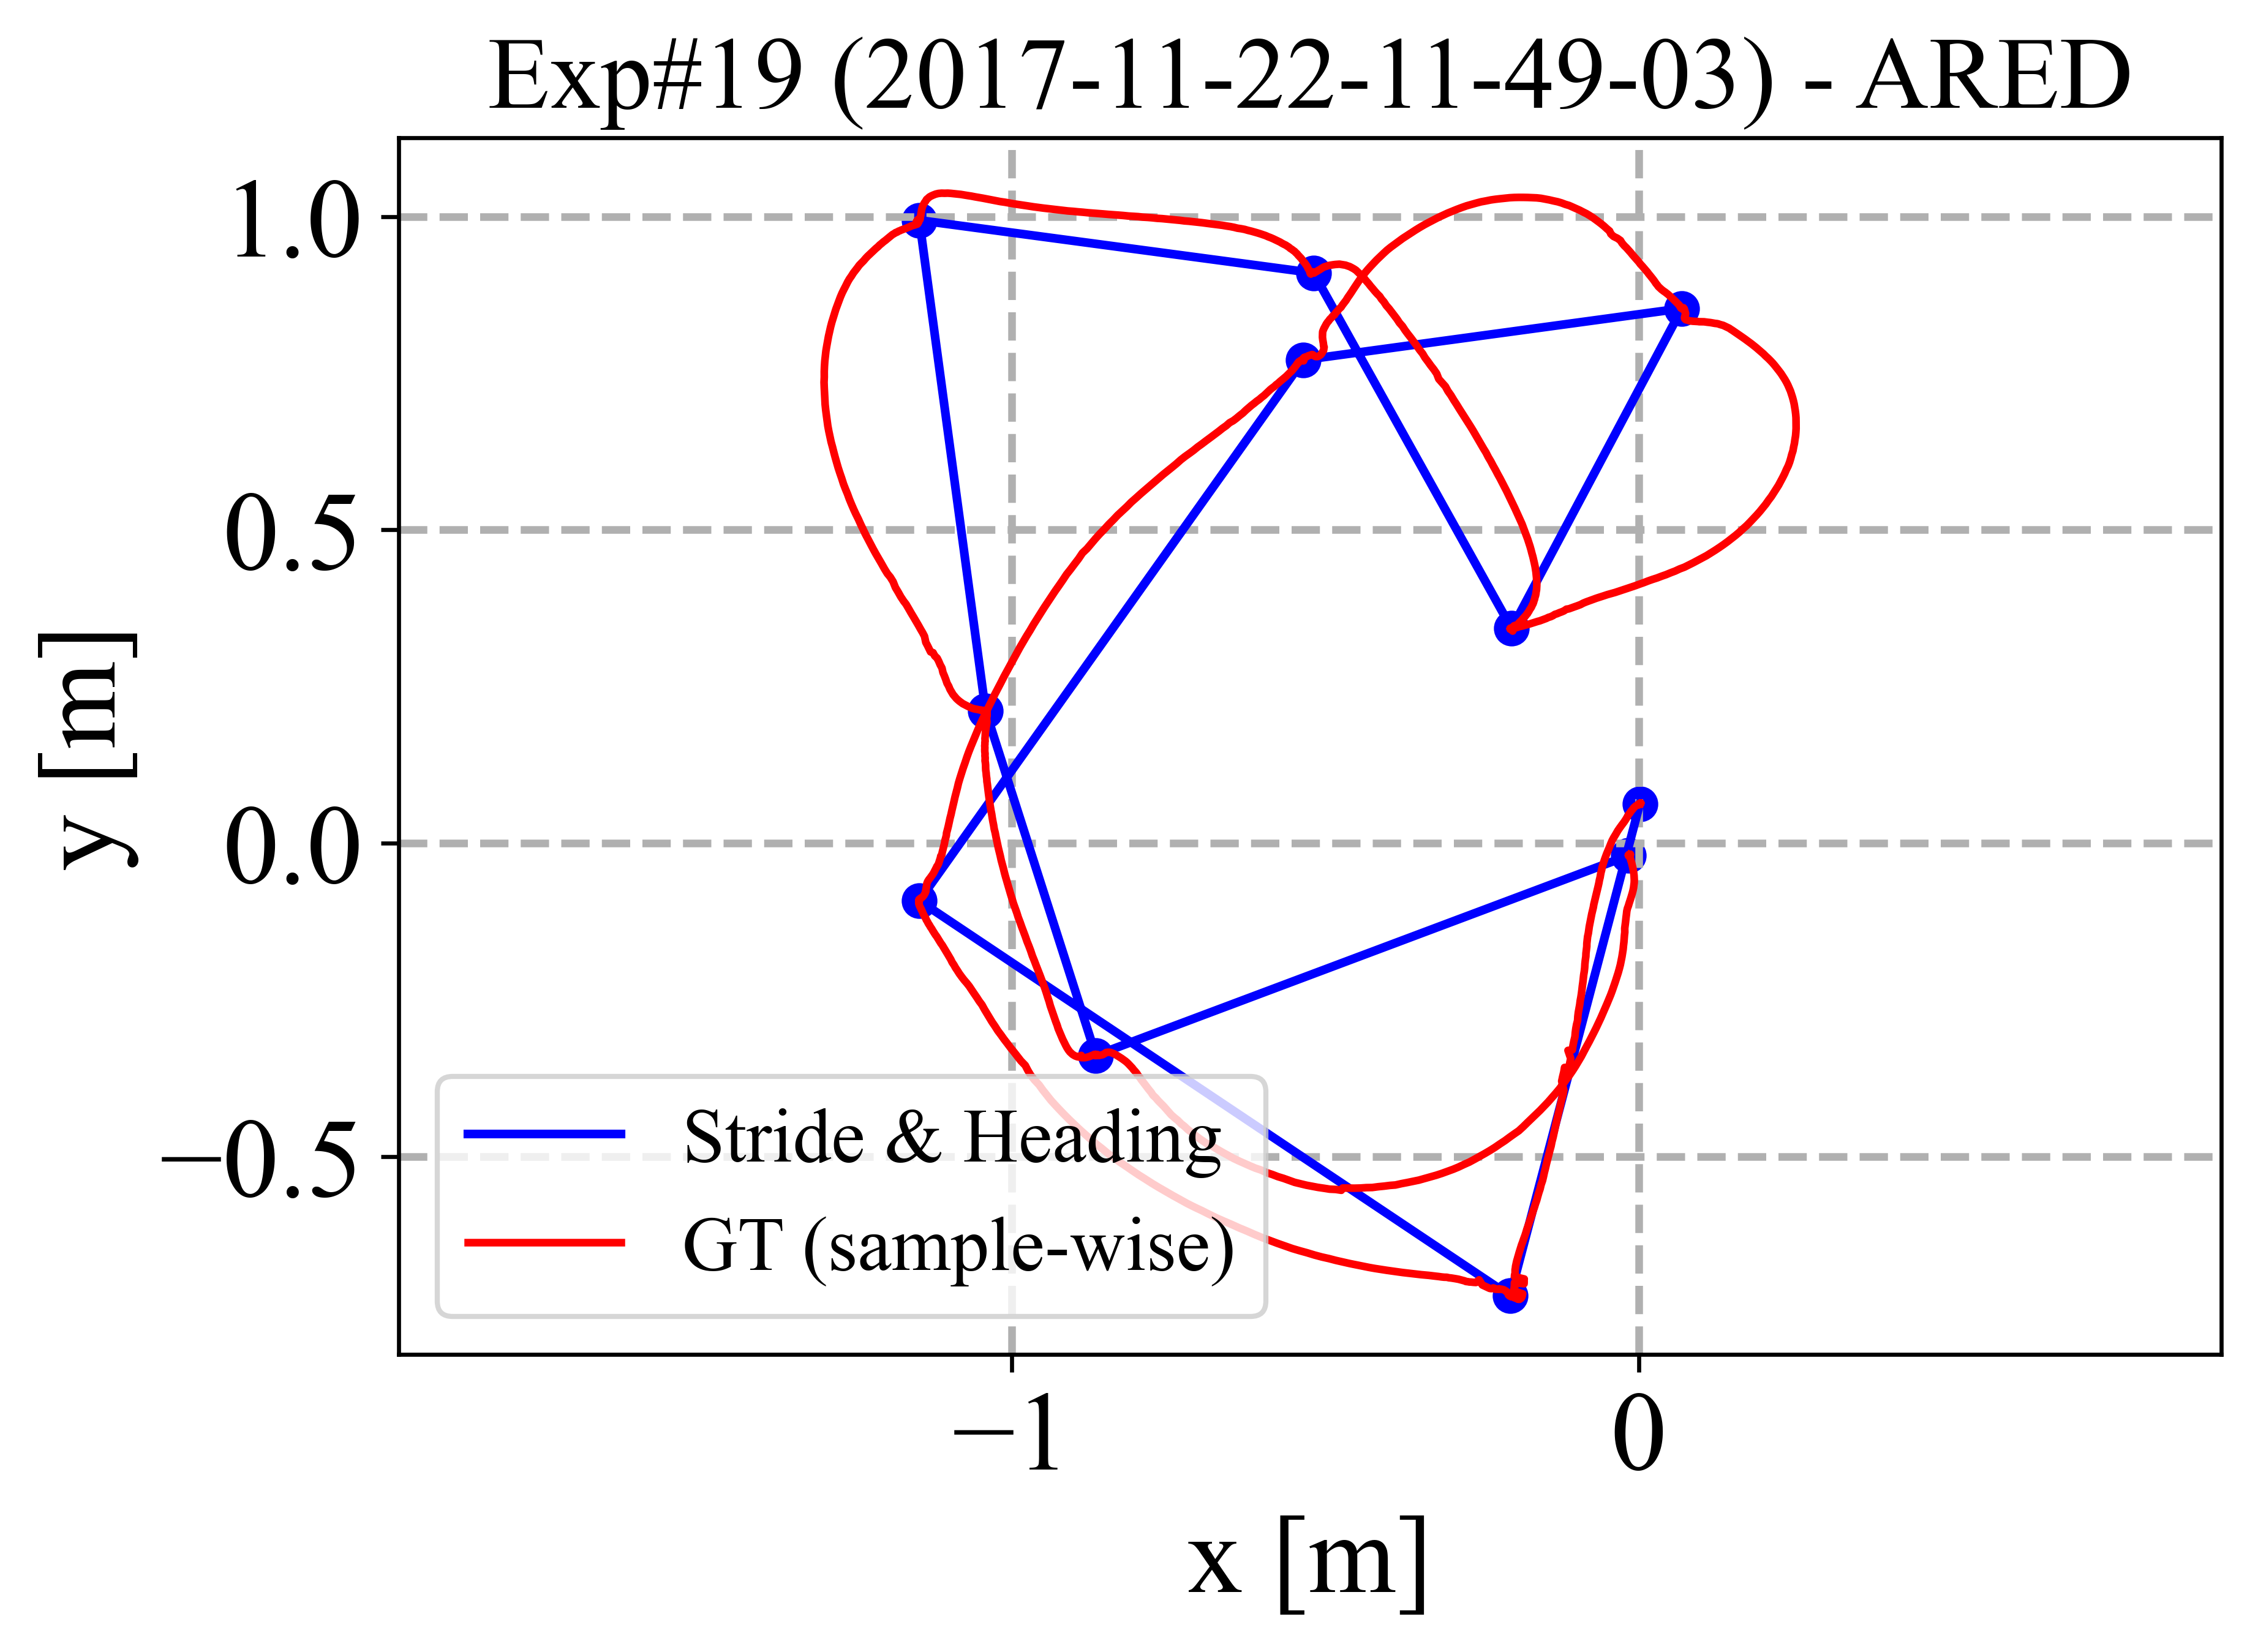 Exp#19 (2017-11-22-11-49-03) - ARED
1.0
0.5
0.0
−0.5
y [m]
Stride & Heading
GT (sample-wise)
−1
0
x [m]